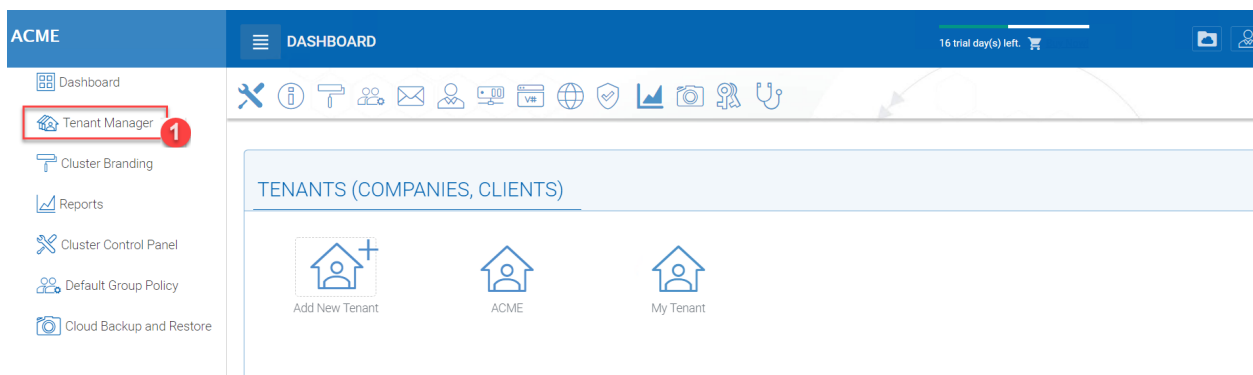 ACME
DASHBOARD
16 trial day(s) left.
Dashboard
Tenant Manager
1
Cluster Branding
Reports
Cluster Control Panel
Default Group Policy
Cloud Backup and Restore
V#
TENANTS (COMPANIES, CLIENTS)
Add New Tenant
ACME
My Tenant